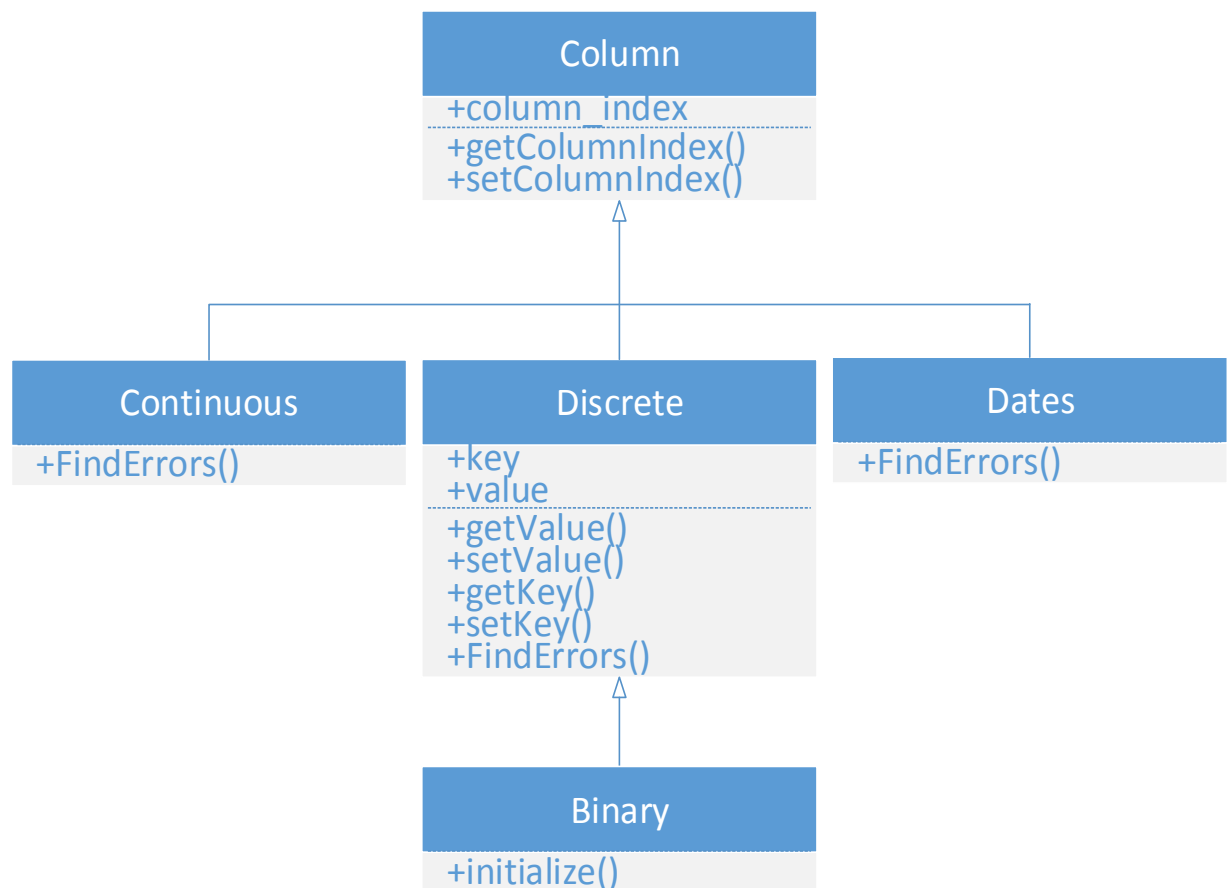 Column
+column_index
+getColumnIndex()
+setColumnIndex()
Continuous
+FindErrors()
Discrete
+key
+value
+getValue()
+setValue()
+getKey()
+setKey()
+FindErrors()
Dates
+FindErrors()
Binary
+initialize()